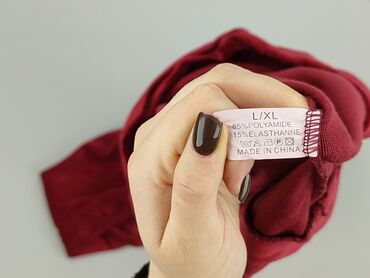 L/XL
85%POLYAMIDE
15%ELASTHANNE
MADE IN CHINA